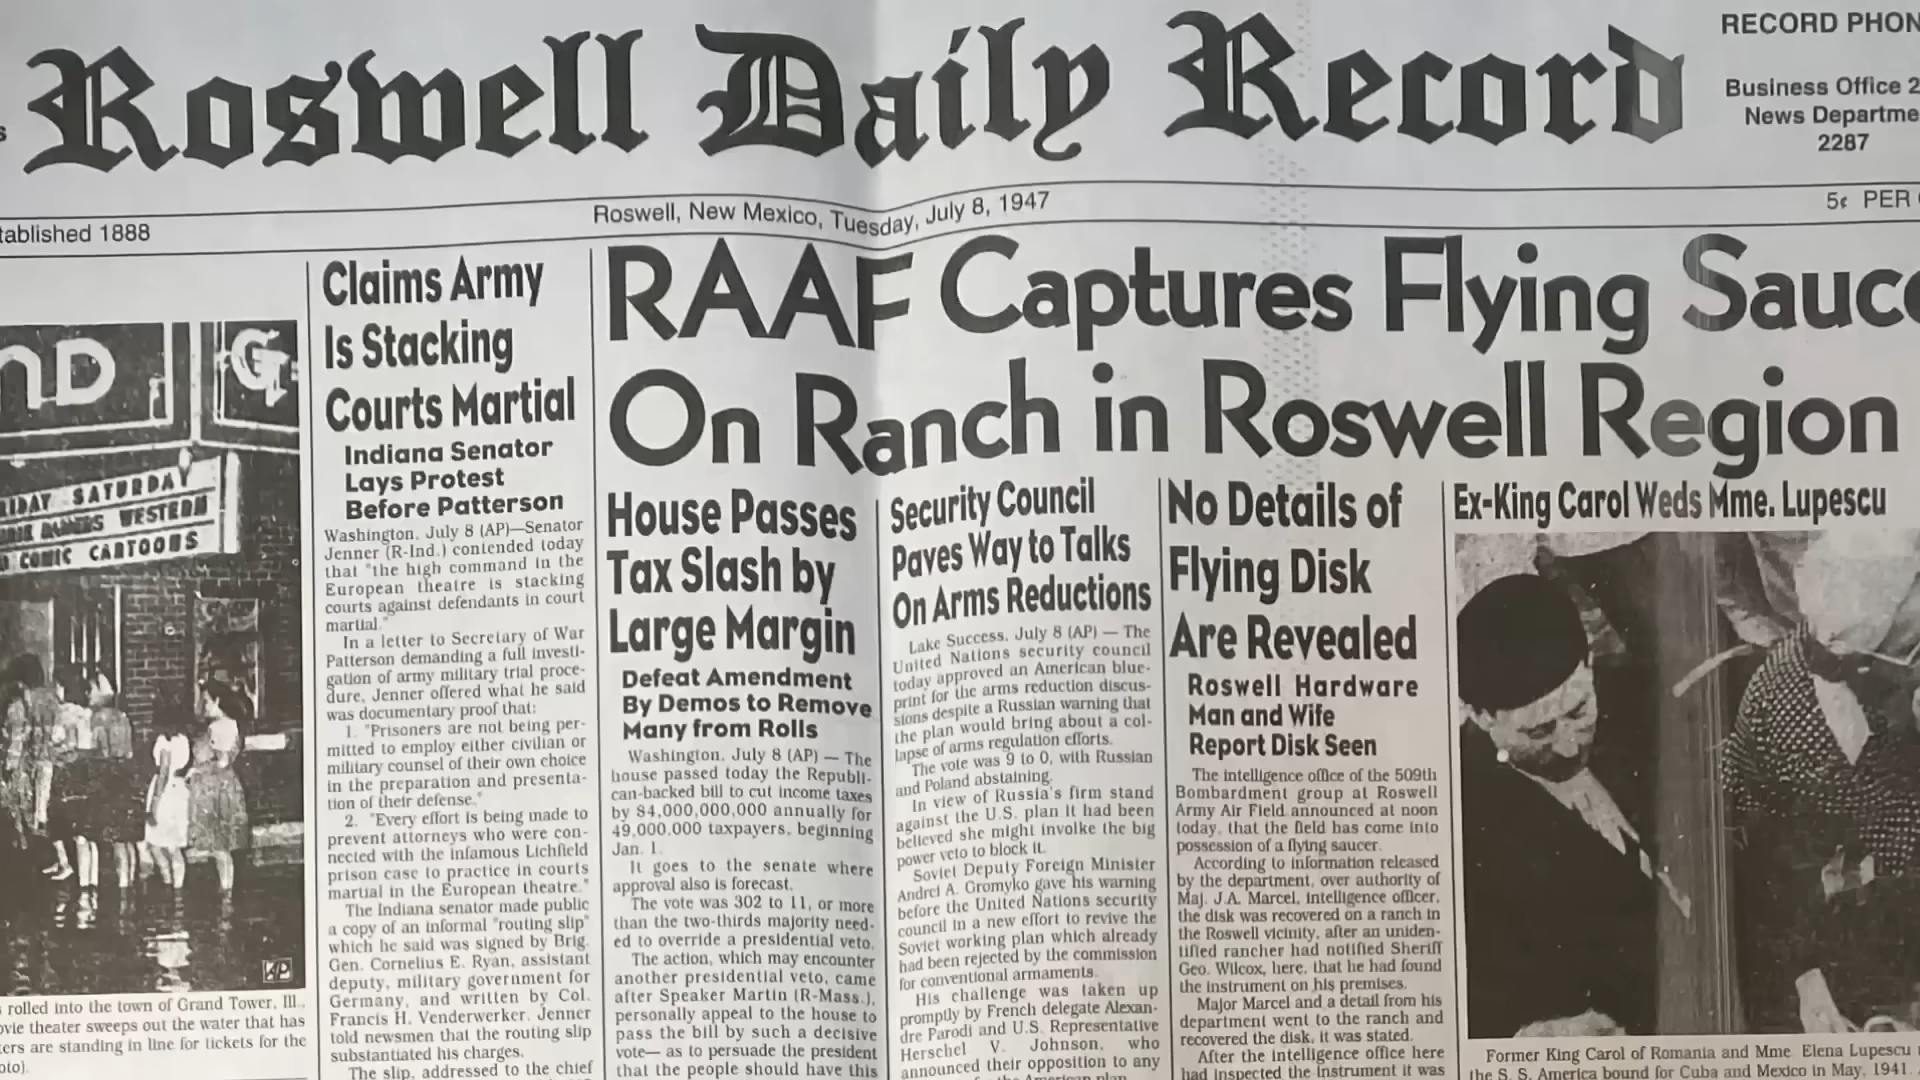 Roswell Daily Record
RECORD
Business Office
News
2287
1888
Roswell, New Mexico, Tuesday, July 8, 1947
5¢ PER
SATURDAY
WESTERN
COMIC CARTOONS
rolled into the town of Grand Tower, Ill.,
theater sweeps out the water that has
are standing in line for tickets for the
Claims Army
Is Stacking
Courts Martial
Indiana Senator
Lays Protest
Before Patterson
Washington, July 8 (AP)—Senator
Jenner (R-Ind.) contended today
that "the high command in the
European theatre is stacking
courts against defendants in court
martial."
In a letter to Secretary of War
Patterson demanding a full investi-
gation of army military trial proce-
dure, Jenner offered what he said
was documentary proof that:
1. "Prisoners are not being per-
mitted to employ either civilian or
military counsel of their own choice
in the preparation and presenta-
tion of their defense."
2. "Every effort is being made to
prevent attorneys who were con-
nected with the infamous Lichfield
prison case to practice in courts
martial in the European theatre."
The Indiana senator made public
a copy of an informal "routing slip"
which he said was signed by Brig.
Gen. Cornelius E. Ryan, assistant
deputy, military government for
Germany, and written by Col.
Francis H. Venderwerker. Jenner
told newsmen that the routing slip
substantiated his charges.
The slip, addressed to the chief
RAAF Captures Flying
On Ranch in Roswell Region
House Passes
Tax Slash by
Large Margin
Defeat Amendment
By Demos to Remove
Many from Rolls
Washington, July 8 (AP) — The
house passed today the Republi-
can-backed bill to cut income taxes
by $4,000,000,000 annually for
49,000,000 taxpayers, beginning
Jan. 1.
It goes to the senate where
approval also is forecast.
The vote was 302 to 11, or more
than the two-thirds majority need-
ed to override a presidential veto.
The action, which may encounter
another presidential veto, came
after Speaker Martin (R-Mass.),
personally appeal to the house to
pass the bill by such a decisive
vote— as to persuade the president
that the people should have this
Security Council
Paves Way to Talks
On Arms Reductions
Lake Success, July 8 (AP) — The
United Nations security council
today approved an American blue-
print for the arms reduction discus-
sions despite a Russian warning that
the plan would bring about a col-
lapse of arms regulation efforts.
The vote was 9 to 0, with Russian
and Poland abstaining.
In view of Russia's firm stand
against the U.S. plan it had been
believed she might involke the big
power veto to block it.
Soviet Deputy Foreign Minister
Andrei A. Gromyko gave his warning
before the United Nations security
council in a new effort to revive the
Soviet working plan which already
had been rejected by the commission
for conventional armaments.
His challenge was taken up
promptly by French delegate Alexan-
dre Parodi and U.S. Representative
Herschel V. Johnson, who
announced their opposition to any
No Details of
Flying Disk
Are Revealed
Roswell Hardware
Man and Wife
Report Disk Seen
The intelligence office of the 509th
Bombardment group at Roswell
Army Air Field announced at noon
today, that the field has come into
possession of a flying saucer.
According to information released
by the department, over authority of
Maj. J.A. Marcel, intelligence officer,
the disk was recovered on a ranch in
the Roswell vicinity, after an uniden-
tified rancher had notified Sheriff
Geo. Wilcox, here, that he had found
the instrument on his premises.
Major Marcel and a detail from his
department went to the ranch and
recovered the disk, it was stated.
After the intelligence office here
had inspected the instrument it was
Ex-King Carol Weds Mme. Lupescu
Former King Carol of Romania and Mme. Elena Lupescu
the S. S. America bound for Cuba and Mexico in May, 1941.